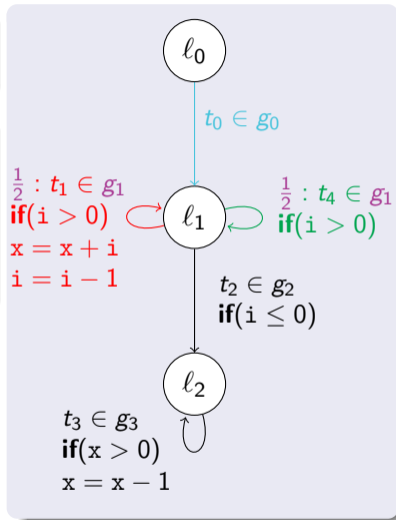 ℓ₀
t₀ ∈ g₀
½ : t₁ ∈ g₁
if(i > 0)
x = x + i
i = i − 1
ℓ₁
½ : t₄ ∈ g₁
if(i > 0)
t₂ ∈ g₂
if(i ≤ 0)
ℓ₂
t₃ ∈ g₃
if(x > 0)
x = x − 1